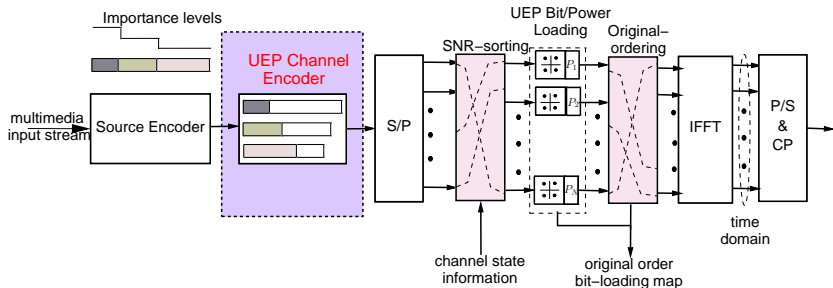 Importance levels
UEP Channel
Encoder
SNR−sorting
UEP Bit/Power
Loading
Original−
ordering
multimedia
input stream
Source Encoder
S/P
P1
P2
PN
IFFT
P/S
&
CP
time
domain
channel state
information
original order
bit−loading map